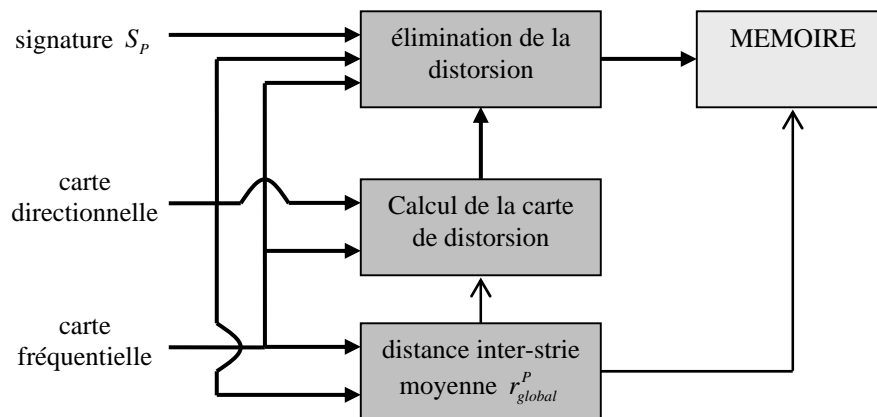 signature S_P
élimination de la
distorsion
MEMOIRE
carte
directionnelle
Calcul de la carte
de distorsion
carte
fréquentielle
distance inter-strie
moyenne r^P_global